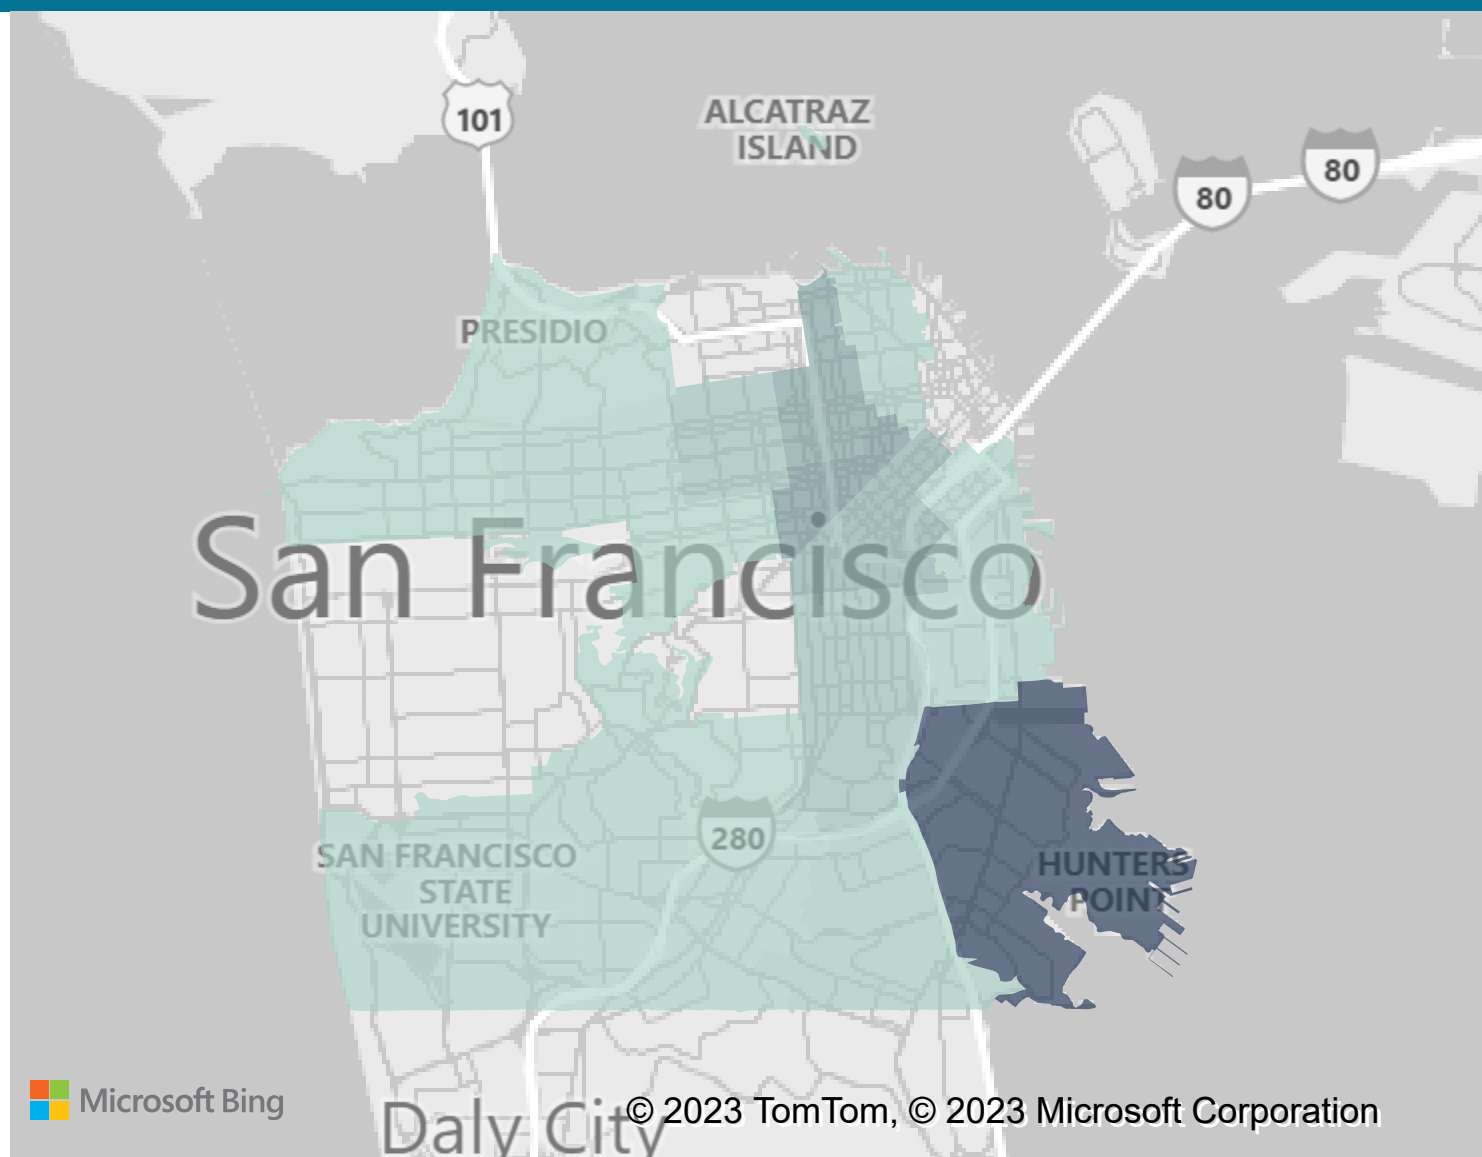 101
ALCATRAZ
ISLAND
80
80
PRESIDIO
San Francisco
280
SAN FRANCISCO
STATE
UNIVERSITY
HUNTERS
POINT
Microsoft Bing
Daly City
© 2023 TomTom, © 2023 Microsoft Corporation